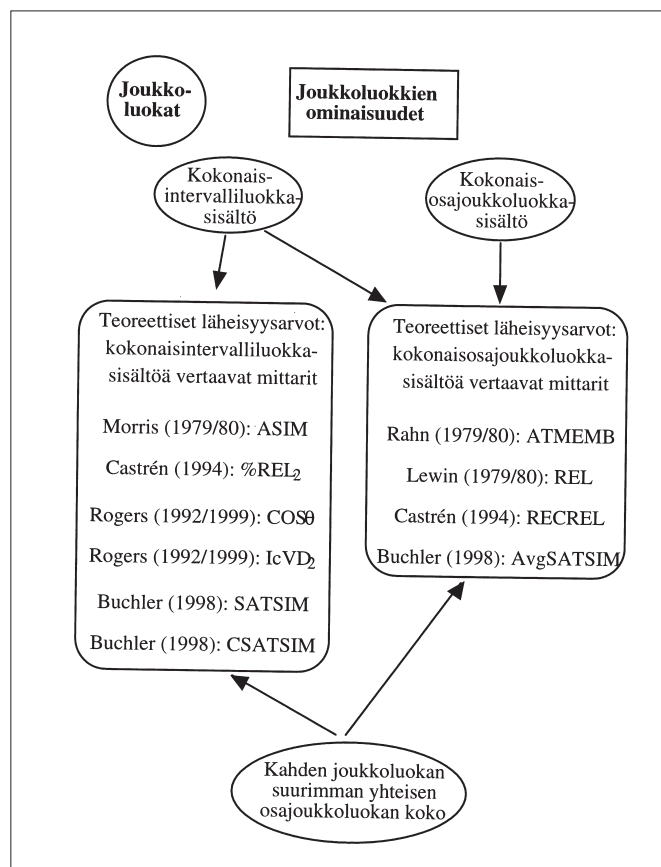 Joukko-
luokat
Joukkoluokkien
ominaisuudet
Kokonais-
intervalliluokka-
sisältö
Kokonais-
osajoukkoluokka-
sisältö
Teoreettiset läheisyysarvot:
kokonaisintervalliluokka-
sisältöä vertaavat mittarit
Morris (1979/80): ASIM
Castrén (1994): %REL₂
Rogers (1992/1999): COSθ
Rogers (1992/1999): IcVD₂
Buchler (1998): SATSIM
Buchler (1998): CSATSIM
Teoreettiset läheisyysarvot:
kokonaisosajoukkoluokka-
sisältöä vertaavat mittarit
Rahn (1979/80): ATMEMB
Lewin (1979/80): REL
Castrén (1994): RECREL
Buchler (1998): AvgSATSIM
Kahden joukkoluokan
suurimman yhteisen
osajoukkoluokan koko